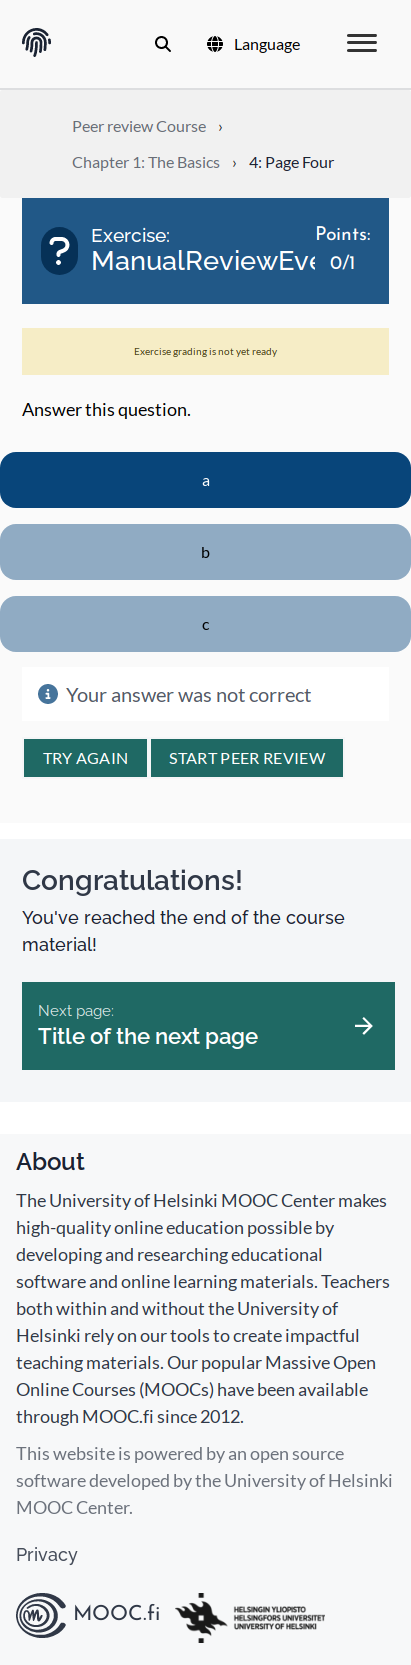 Language
Peer review Course ›
Chapter 1: The Basics › 4: Page Four
Exercise:
ManualReviewEve
Points:
0/1
Exercise grading is not yet ready
Answer this question.
a
b
c
Your answer was not correct
TRY AGAIN START PEER REVIEW
Congratulations!
You've reached the end of the course
material!
Next page:
Title of the next page
About
The University of Helsinki MOOC Center makes
high-quality online education possible by
developing and researching educational
software and online learning materials. Teachers
both within and without the University of
Helsinki rely on our tools to create impactful
teaching materials. Our popular Massive Open
Online Courses (MOOCs) have been available
through MOOC.fi since 2012.
This website is powered by an open source
software developed by the University of Helsinki
MOOC Center.
Privacy
MOOC.fi
HELSINGIN YLIOPISTO
HELSINGFORS UNIVERSITET
UNIVERSITY OF HELSINKI